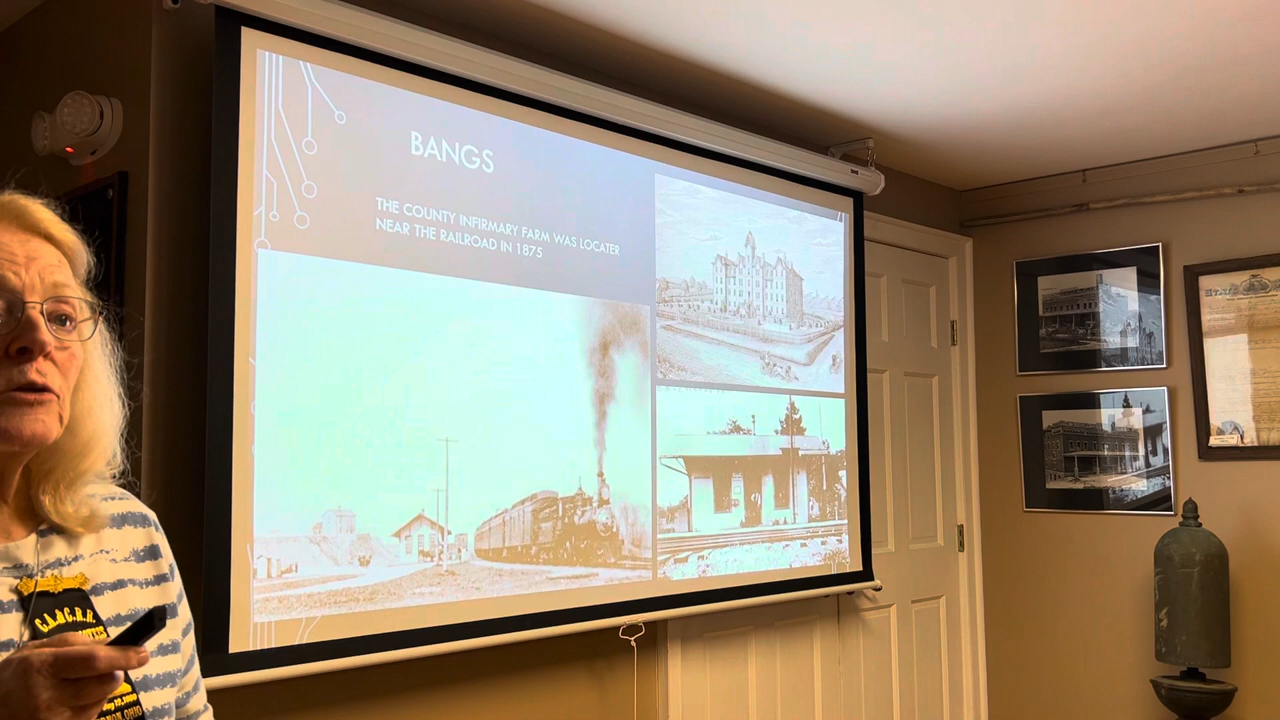 BANGS
THE COUNTY INFIRMARY FARM WAS LOCATER
NEAR THE RAILROAD IN 1875
C.A.& C.R.R.